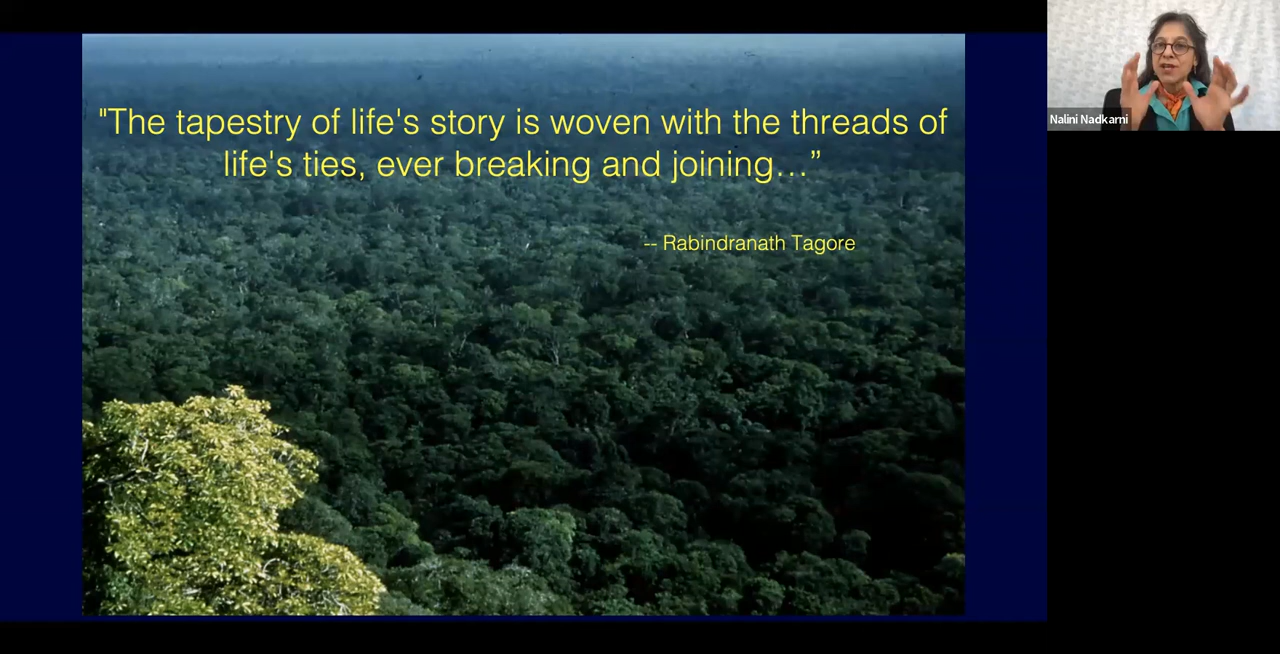 "The tapestry of life's story is woven with the threads of
life's ties, ever breaking and joining…”
-- Rabindranath Tagore
Nalini Nadkarni